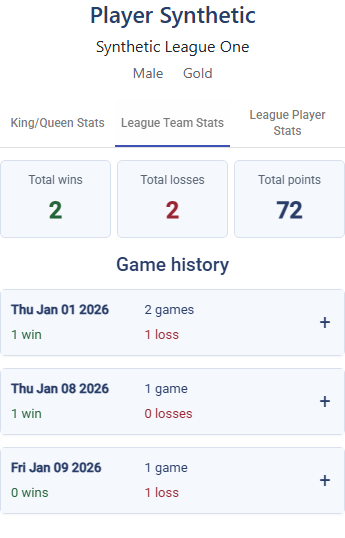 Player Synthetic
Synthetic League One
Male Gold
King/Queen Stats League Team Stats League Player Stats
Total wins Total losses Total points
2 2 72
Game history
Thu Jan 01 2026 2 games
1 win 1 loss +
Thu Jan 08 2026 1 game
1 win 0 losses +
Fri Jan 09 2026 1 game
0 wins 1 loss +